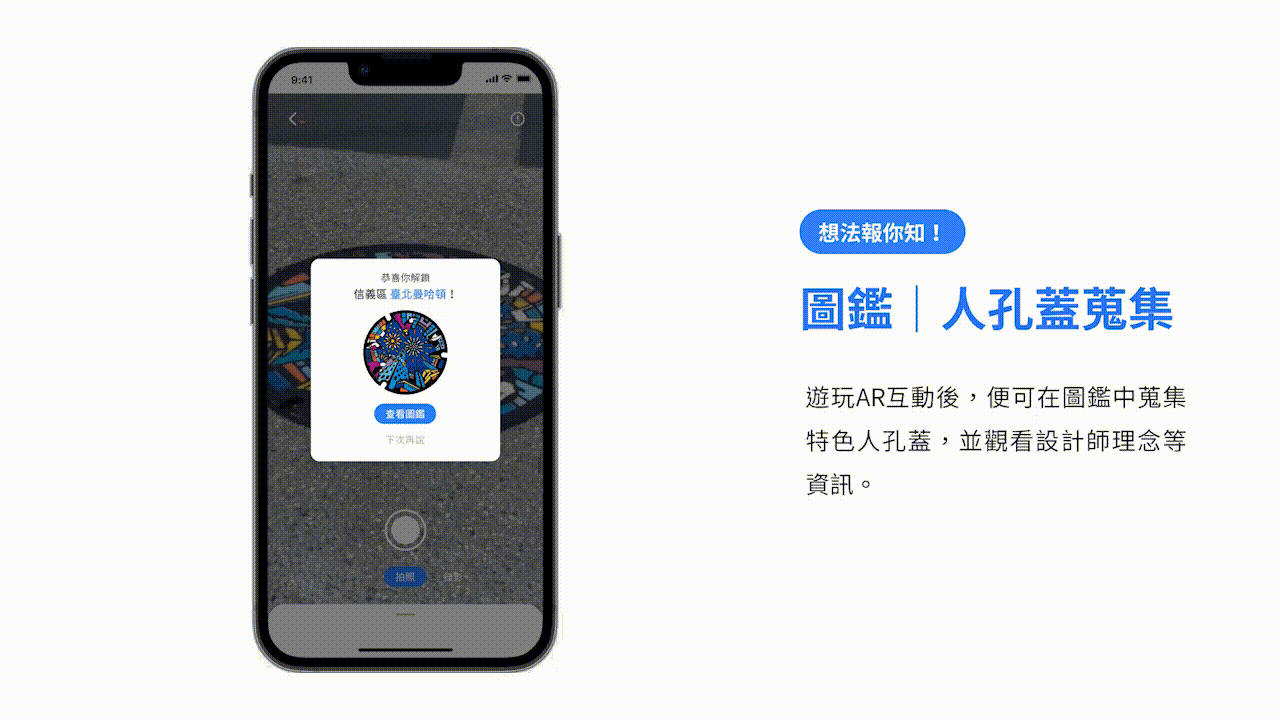 9:41
恭喜你解鎖
信義區 臺北曼哈頓！
查看圖鑑
下次再說
拍照
錄影
想法報你知！
圖鑑｜人孔蓋蒐集
遊玩AR互動後，便可在圖鑑中蒐集
特色人孔蓋，並觀看設計師理念等
資訊。